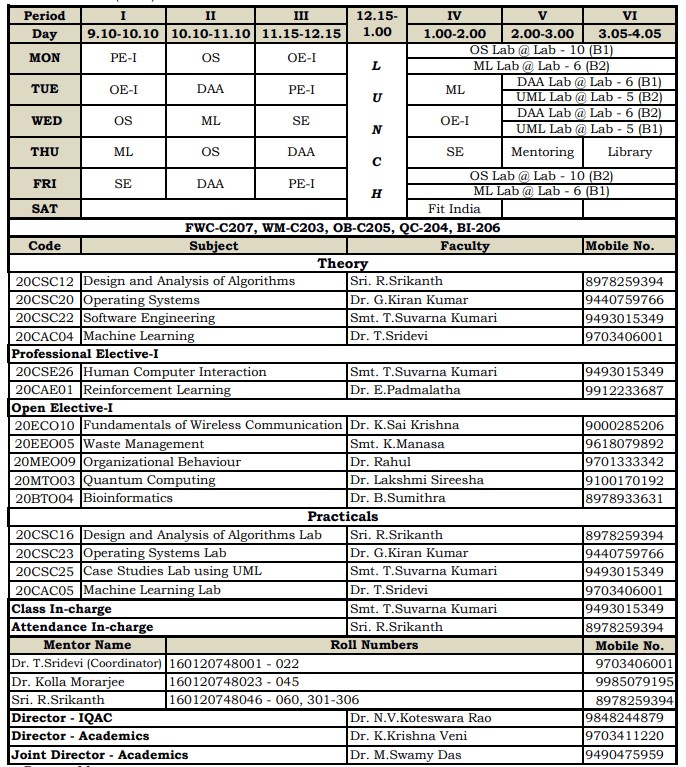 Period I II III 12.15- IV V VI
Day 9.10-10.10 10.10-11.10 11.15-12.15 1.00 1.00-2.00 2.00-3.00 3.05-4.05
MON PE-I OS OE-I L OS Lab @ Lab - 10 (B1)
ML Lab @ Lab - 6 (B2)
TUE OE-I DAA PE-I U ML DAA Lab @ Lab - 6 (B1)
UML Lab @ Lab - 5 (B2)
WED OS ML SE N OE-I DAA Lab @ Lab - 6 (B2)
UML Lab @ Lab - 5 (B1)
THU ML OS DAA C SE Mentoring Library
FRI SE DAA PE-I H OS Lab @ Lab - 10 (B2)
ML Lab @ Lab - 6 (B1)
SAT Fit India
FWC-C207, WM-C203, OB-C205, QC-204, BI-206
Code Subject Faculty Mobile No.
Theory
20CSC12 Design and Analysis of Algorithms Sri. R.Srikanth 8978259394
20CSC20 Operating Systems Dr. G.Kiran Kumar 9440759766
20CSC22 Software Engineering Smt. T.Suvarna Kumari 9493015349
20CAC04 Machine Learning Dr. T.Sridevi 9703406001
Professional Elective-I
20CSE26 Human Computer Interaction Smt. T.Suvarna Kumari 9493015349
20CAE01 Reinforcement Learning Dr. E.Padmalatha 9912233687
Open Elective-I
20ECO10 Fundamentals of Wireless Communication Dr. K.Sai Krishna 9000285206
20EEO05 Waste Management Smt. K.Manasa 9618079892
20MEO09 Organizational Behaviour Dr. Rahul 9701333342
20MTO03 Quantum Computing Dr. Lakshmi Sireesha 9100170192
20BTO04 Bioinformatics Dr. B.Sumithra 8978933631
Practicals
20CSC16 Design and Analysis of Algorithms Lab Sri. R.Srikanth 8978259394
20CSC23 Operating Systems Lab Dr. G.Kiran Kumar 9440759766
20CSC25 Case Studies Lab using UML Smt. T.Suvarna Kumari 9493015349
20CAC05 Machine Learning Lab Dr. T.Sridevi 9703406001
Class In-charge Smt. T.Suvarna Kumari 9493015349
Attendance In-charge Sri. R.Srikanth 8978259394
Mentor Name Roll Numbers Mobile No.
Dr. T.Sridevi (Coordinator) 160120748001 - 022 9703406001
Dr. Kolla Morarjee 160120748023 - 045 9985079195
Sri. R.Srikanth 160120748046 - 060, 301-306 8978259394
Director - IQAC Dr. N.V.Koteswara Rao 9848244879
Director - Academics Dr. K.Krishna Veni 9703411220
Joint Director - Academics Dr. M.Swamy Das 9490475959